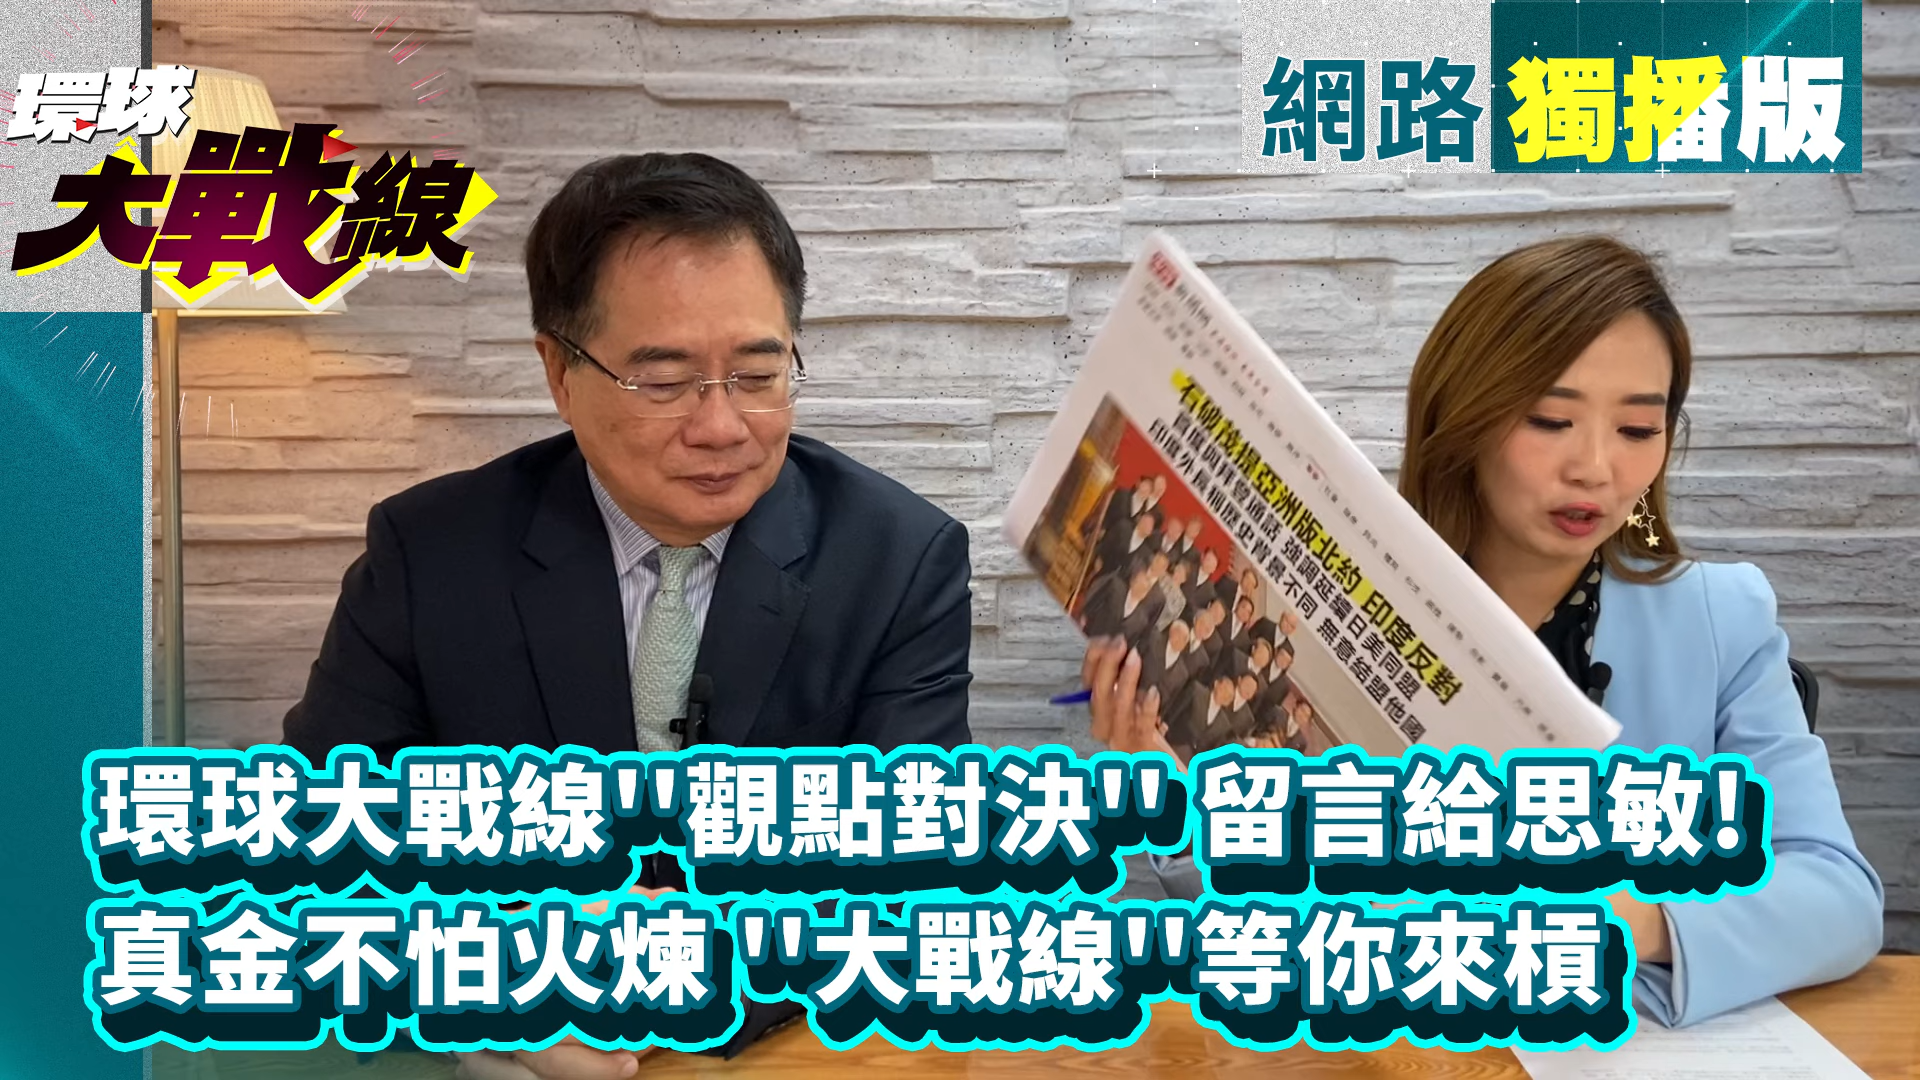 環球
大戰線
網路 獨播版
石破茂提亞洲版北約 印度反對
首度與拜登通話 強調延續日美同盟
印度外長稱歷史背景不同 無意結盟他國
環球大戰線"觀點對決" 留言給思敏!
真金不怕火煉 "大戰線"等你來槓